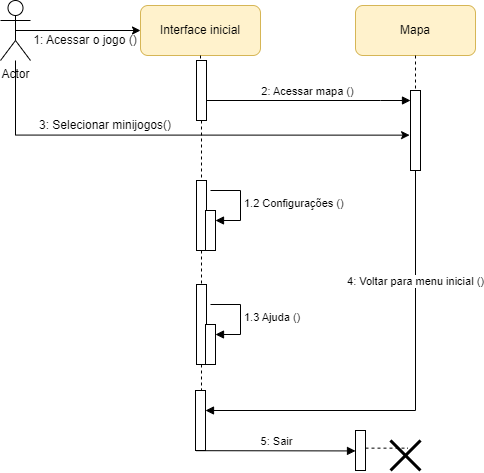 Interface inicial
Mapa
1: Acessar o jogo ()
Actor
2: Acessar mapa ()
3: Selecionar minijogos()
1.2 Configurações ()
4: Voltar para menu inicial ()
1.3 Ajuda ()
5: Sair